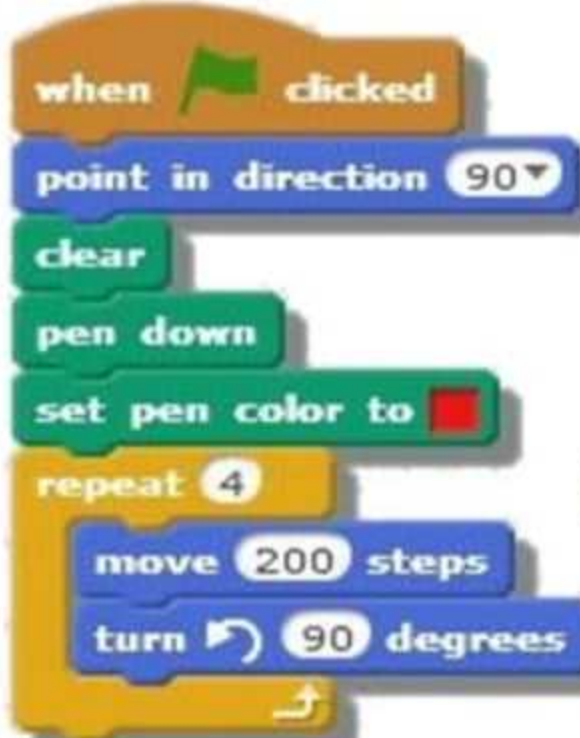 when clicked
point in direction 90
clear
pen down
set pen color to
repeat 4
move 200 steps
turn 90 degrees